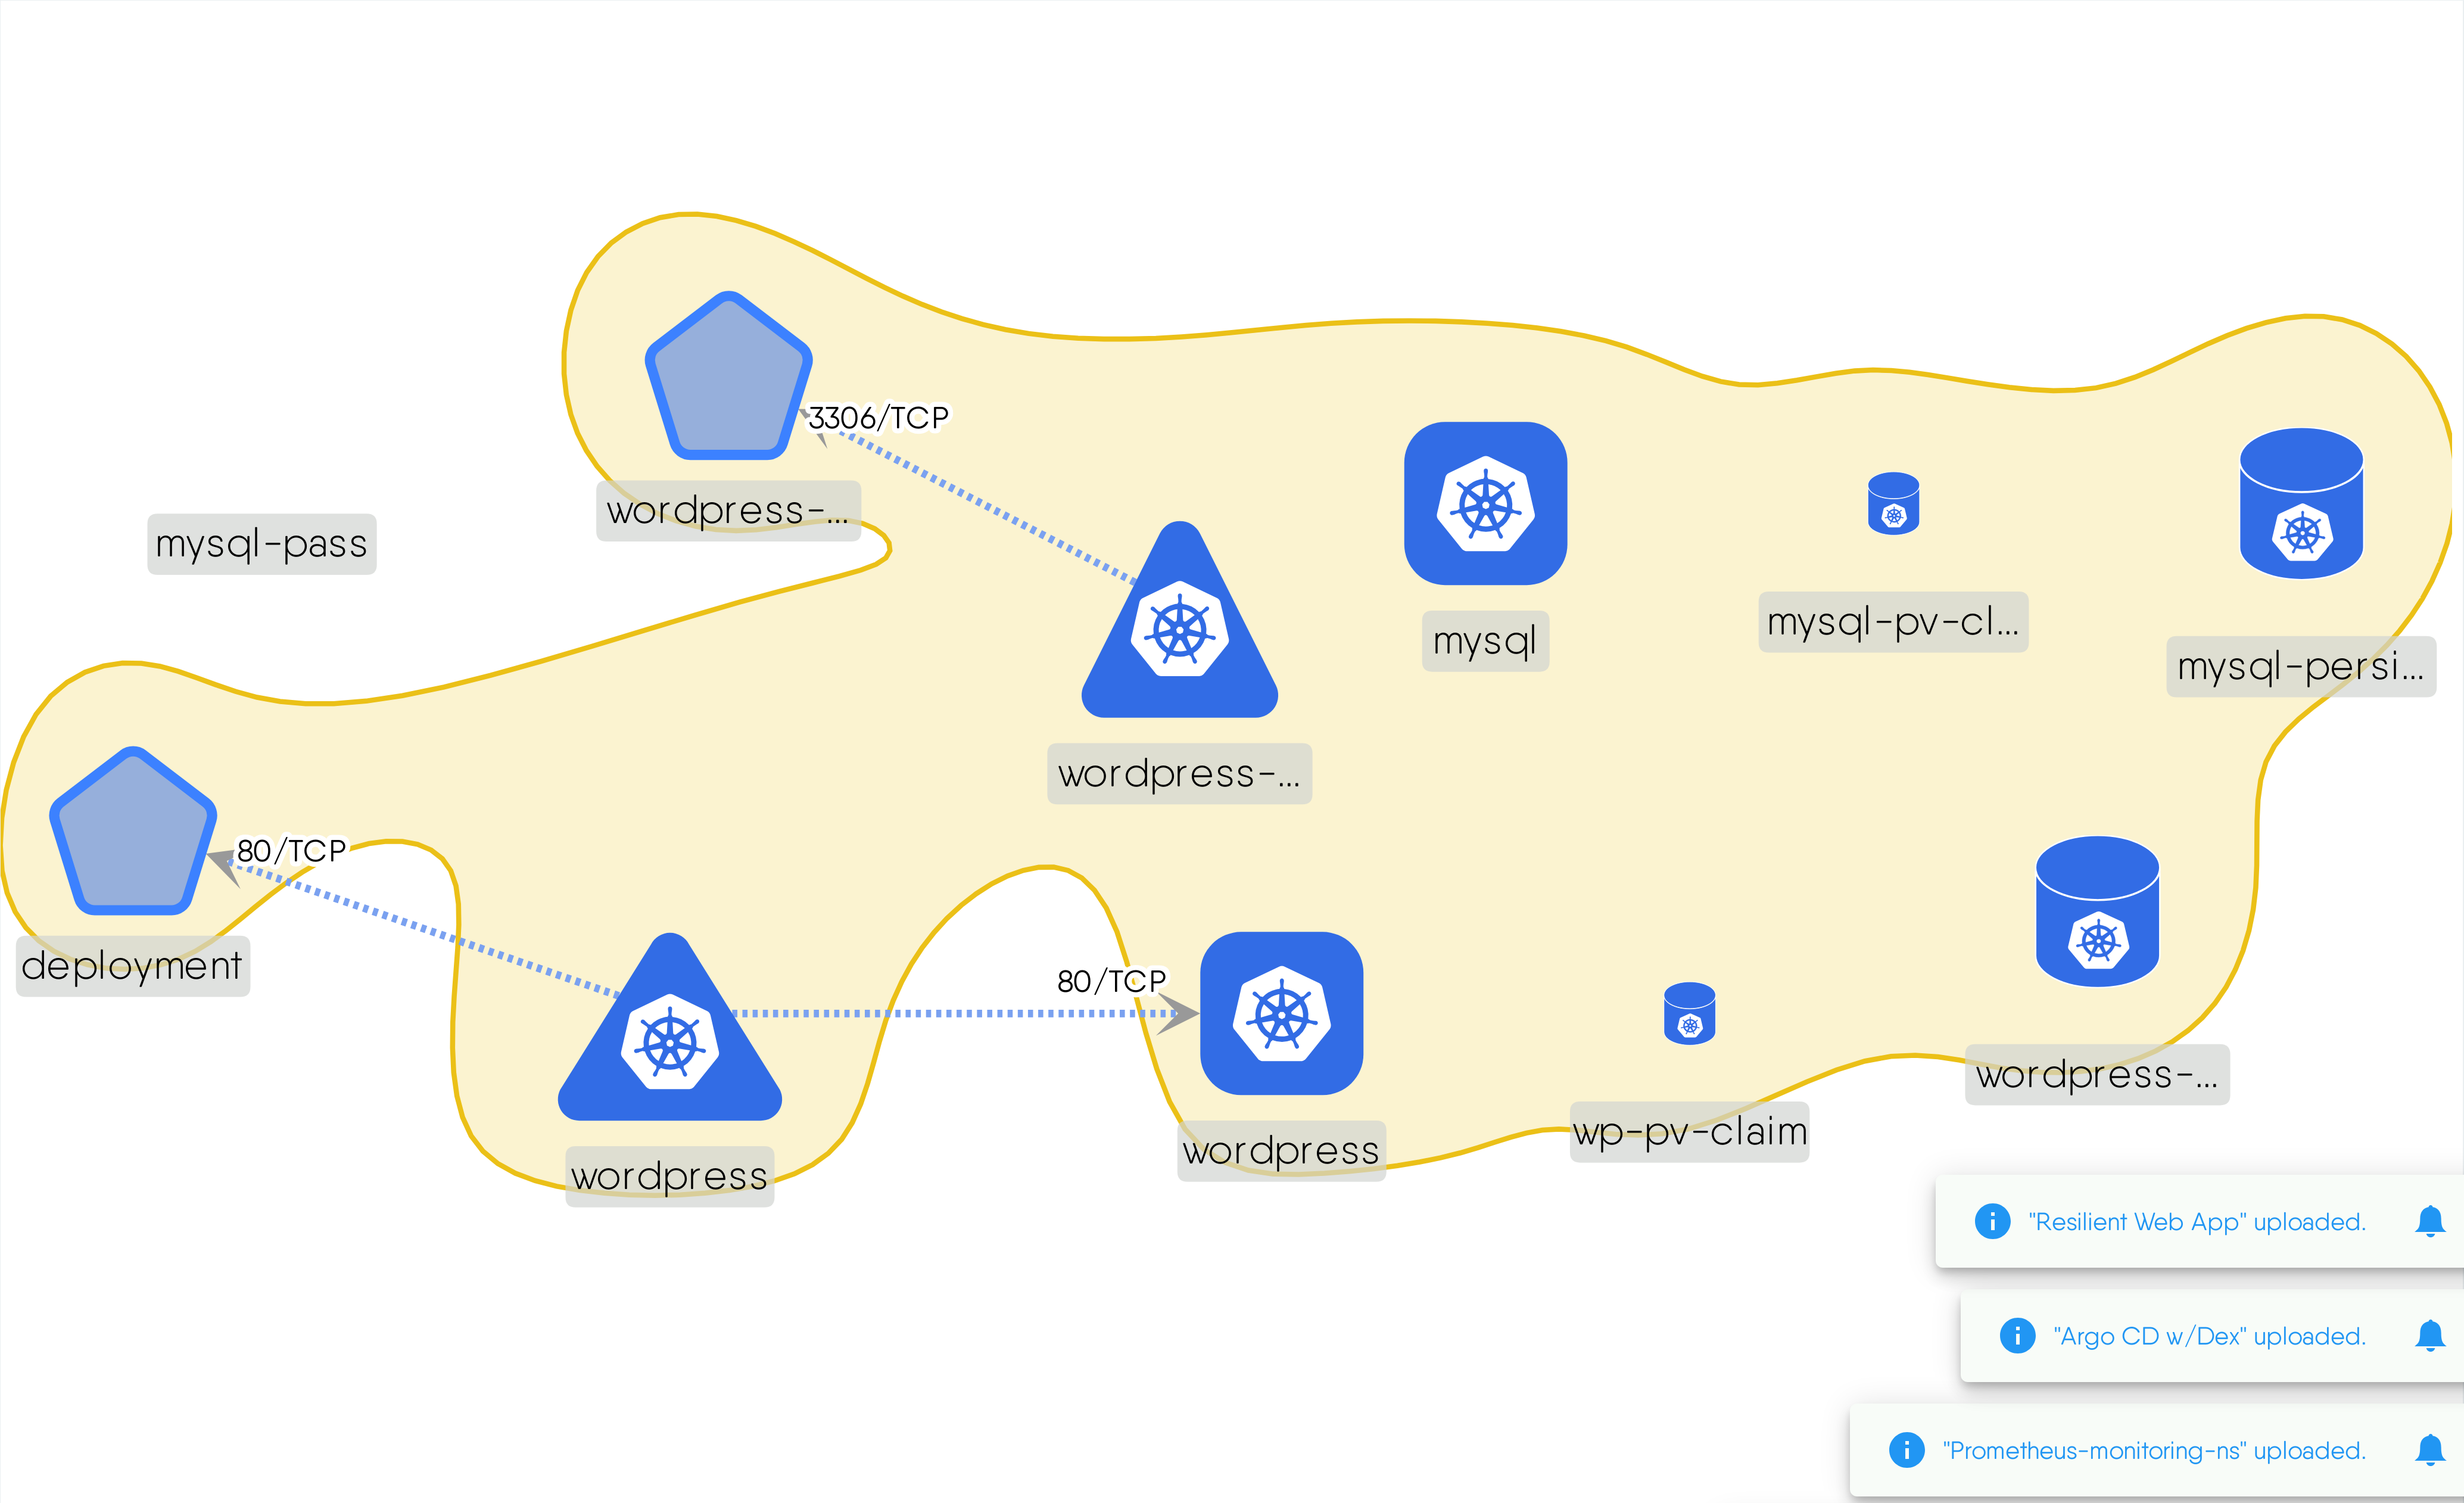 3306/TCP
wordpress-...
mysql-pass
mysql
mysql-pv-cl...
mysql-persi...
wordpress-...
80/TCP
deployment
80/TCP
wordpress
wordpress
wp-pv-claim
wordpress-...
"Resilient Web App" uploaded.
"Argo CD w/Dex" uploaded.
"Prometheus-monitoring-ns" uploaded.